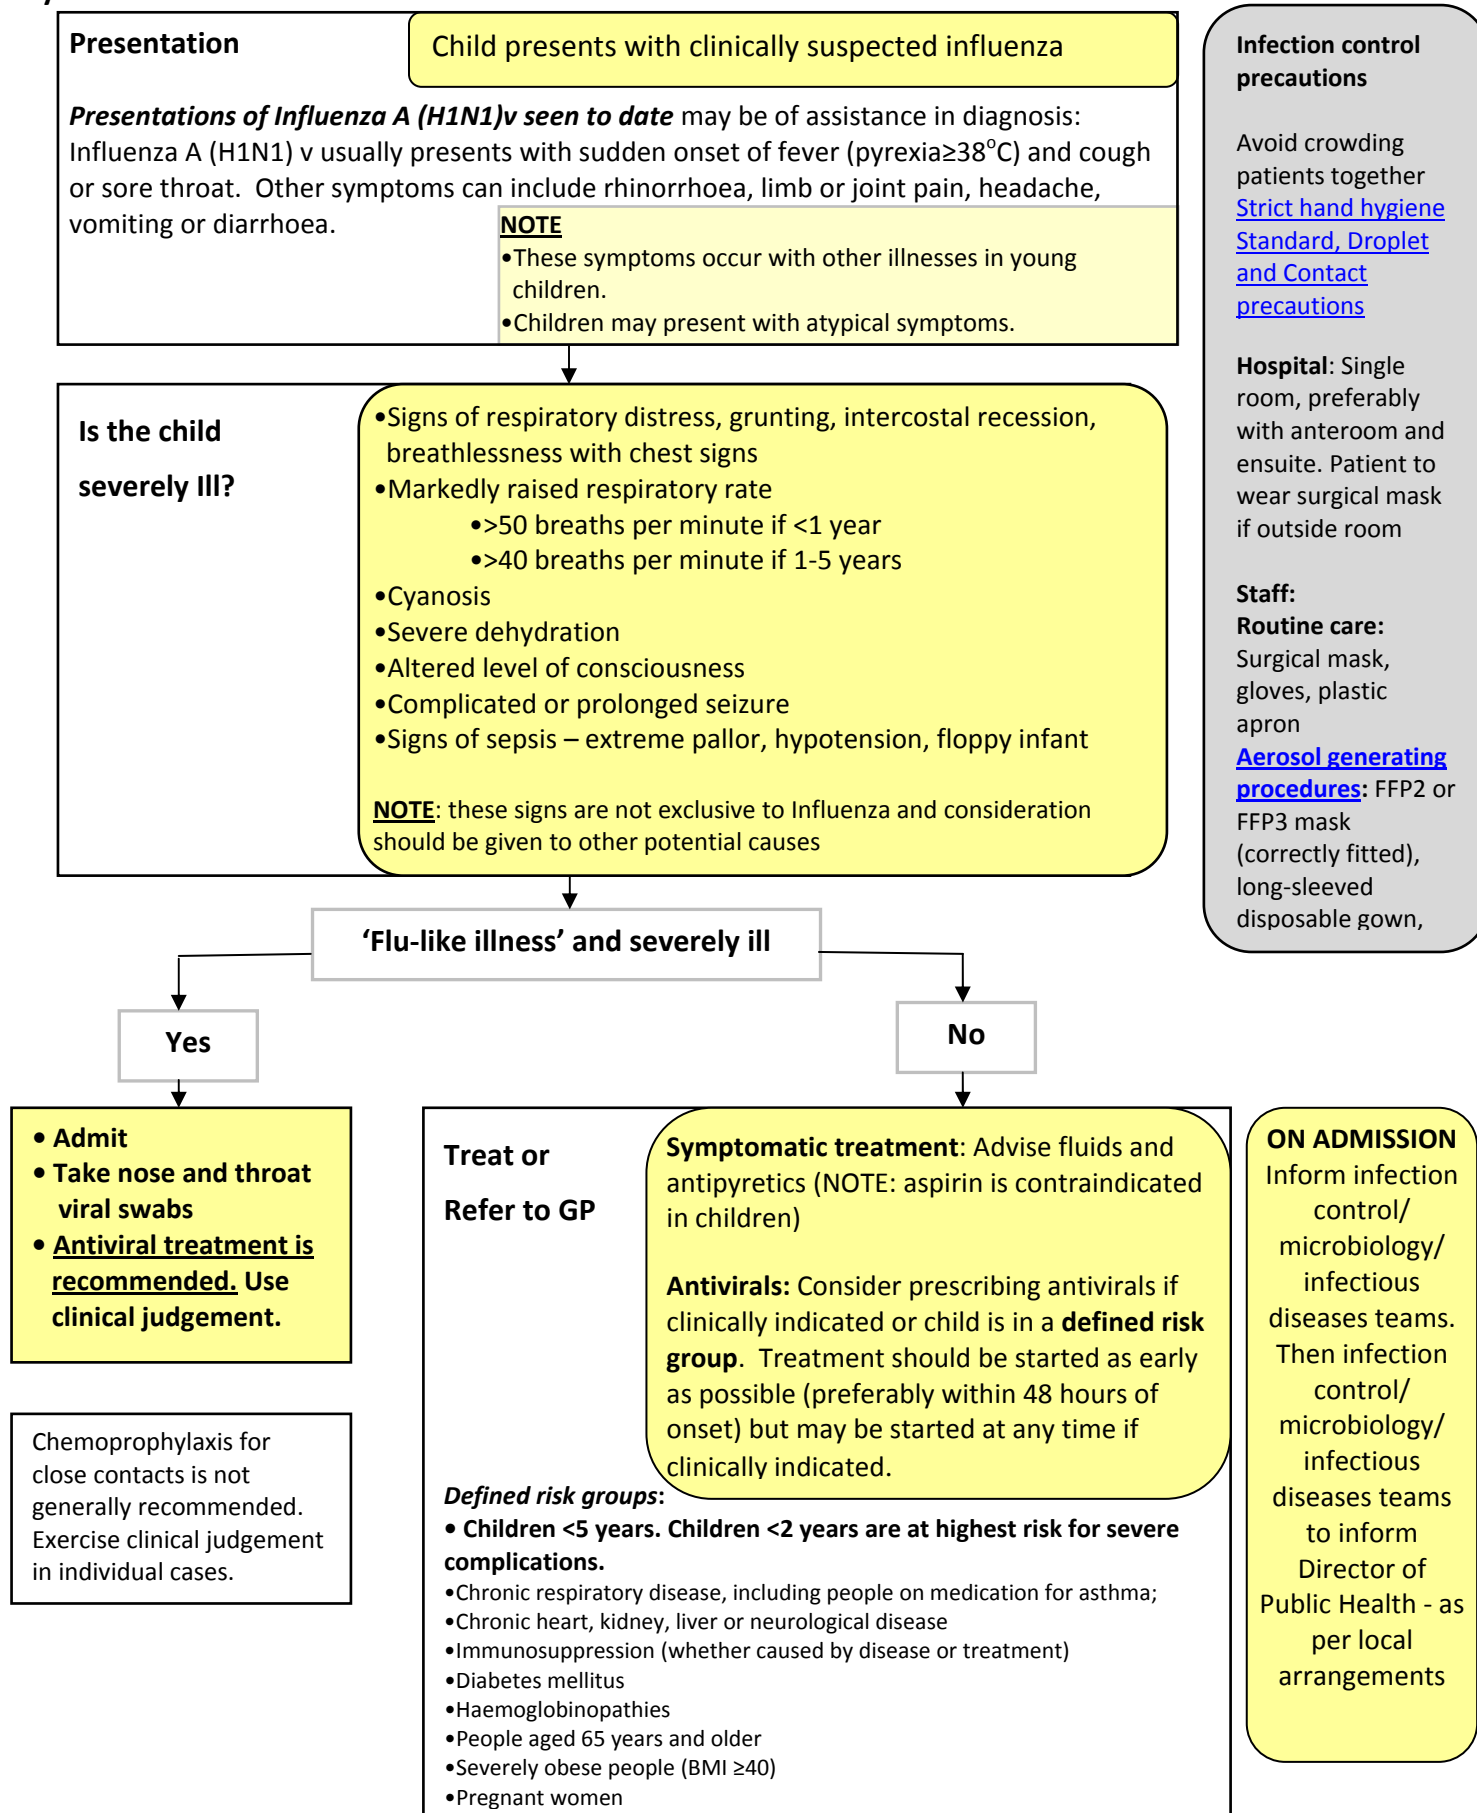 Presentation
Child presents with clinically suspected influenza
Presentations of Influenza A (H1N1)v seen to date may be of assistance in diagnosis:
Influenza A (H1N1) v usually presents with sudden onset of fever (pyrexia≥38°C) and cough
or sore throat. Other symptoms can include rhinorrhoea, limb or joint pain, headache,
vomiting or diarrhoea.
NOTE
•These symptoms occur with other illnesses in young
children.
•Children may present with atypical symptoms.
Is the child
severely Ill?
•Signs of respiratory distress, grunting, intercostal recession,
breathlessness with chest signs
•Markedly raised respiratory rate
•>50 breaths per minute if <1 year
•>40 breaths per minute if 1-5 years
•Cyanosis
•Severe dehydration
•Altered level of consciousness
•Complicated or prolonged seizure
•Signs of sepsis – extreme pallor, hypotension, floppy infant
NOTE: these signs are not exclusive to Influenza and consideration
should be given to other potential causes
Infection control
precautions
Avoid crowding
patients together
Strict hand hygiene
Standard, Droplet
and Contact
precautions
Hospital: Single
room, preferably
with anteroom and
ensuite. Patient to
wear surgical mask
if outside room
Staff:
Routine care:
Surgical mask,
gloves, plastic
apron
Aerosol generating
procedures: FFP2 or
FFP3 mask
(correctly fitted),
long-sleeved
disposable gown,
‘Flu-like illness’ and severely ill
Yes
No
• Admit
• Take nose and throat
viral swabs
• Antiviral treatment is
recommended. Use
clinical judgement.
Chemoprophylaxis for
close contacts is not
generally recommended.
Exercise clinical judgement
in individual cases.
Treat or
Refer to GP
Symptomatic treatment: Advise fluids and
antipyretics (NOTE: aspirin is contraindicated
in children)
Antivirals: Consider prescribing antivirals if
clinically indicated or child is in a defined risk
group. Treatment should be started as early
as possible (preferably within 48 hours of
onset) but may be started at any time if
clinically indicated.
Defined risk groups:
• Children <5 years. Children <2 years are at highest risk for severe
complications.
•Chronic respiratory disease, including people on medication for asthma;
•Chronic heart, kidney, liver or neurological disease
•Immunosuppression (whether caused by disease or treatment)
•Diabetes mellitus
•Haemoglobinopathies
•People aged 65 years and older
•Severely obese people (BMI ≥40)
•Pregnant women
ON ADMISSION
Inform infection
control/
microbiology/
infectious
diseases teams.
Then infection
control/
microbiology/
infectious
diseases teams
to inform
Director of
Public Health - as
per local
arrangements